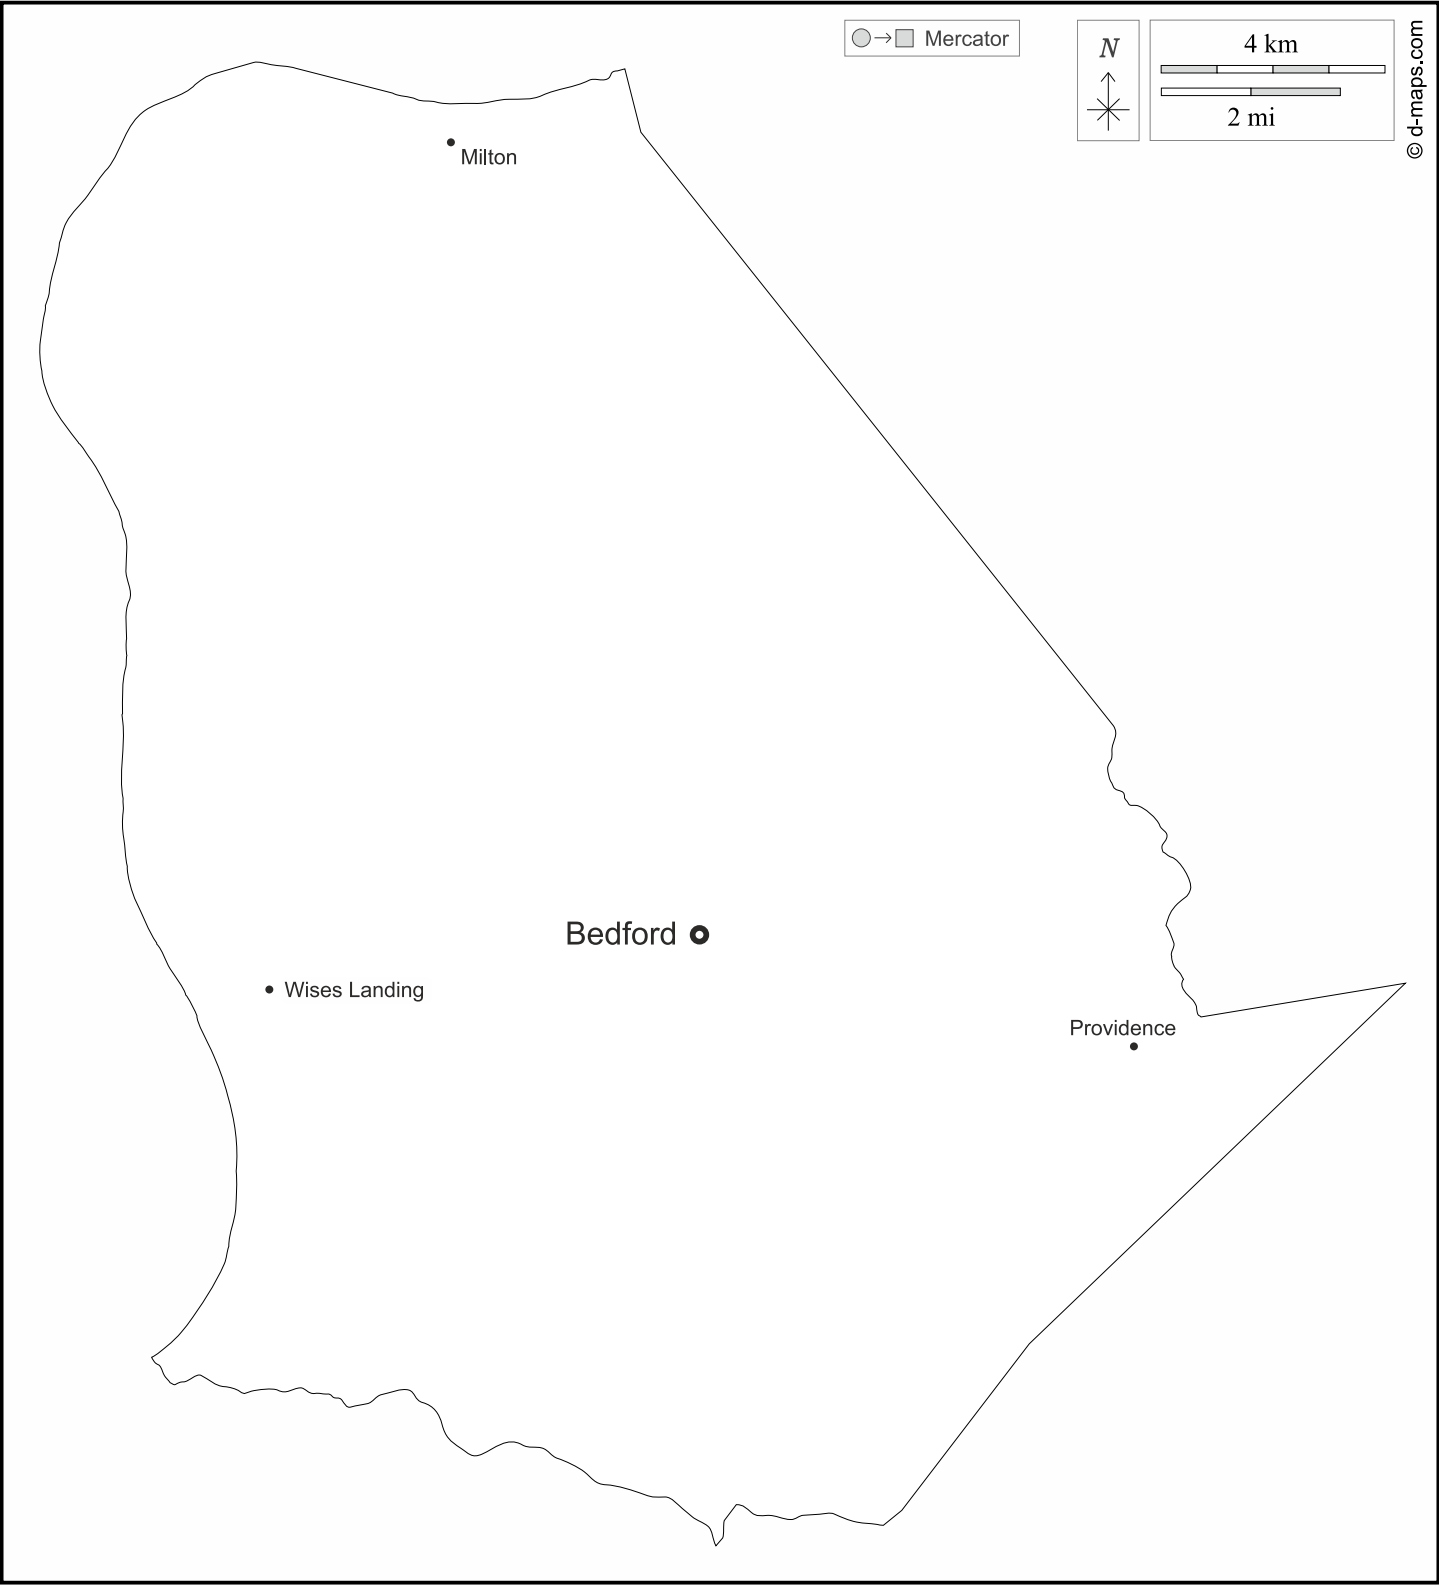 Mercator
N
4 km
2 mi
© d-maps.com
Milton
Bedford
Wises Landing
Providence